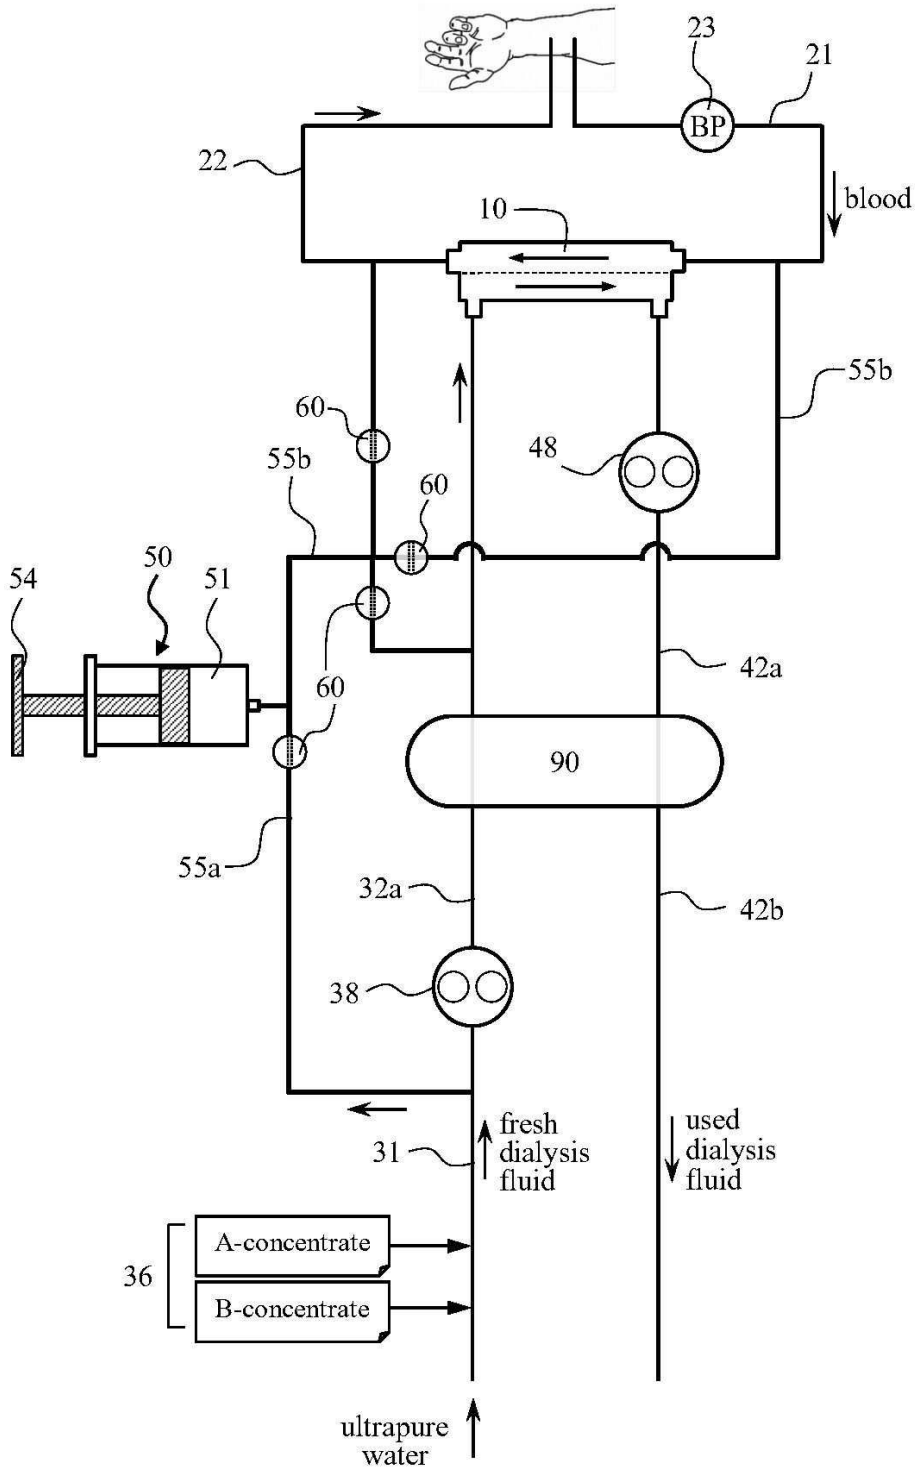 23
21
BP
22
blood
10
55b
60
48
55b
60
50
54
51
60
42a
90
55a
32a
42b
38
fresh
dialysis
fluid
used
dialysis
fluid
31
A-concentrate
36
B-concentrate
ultrapure
water